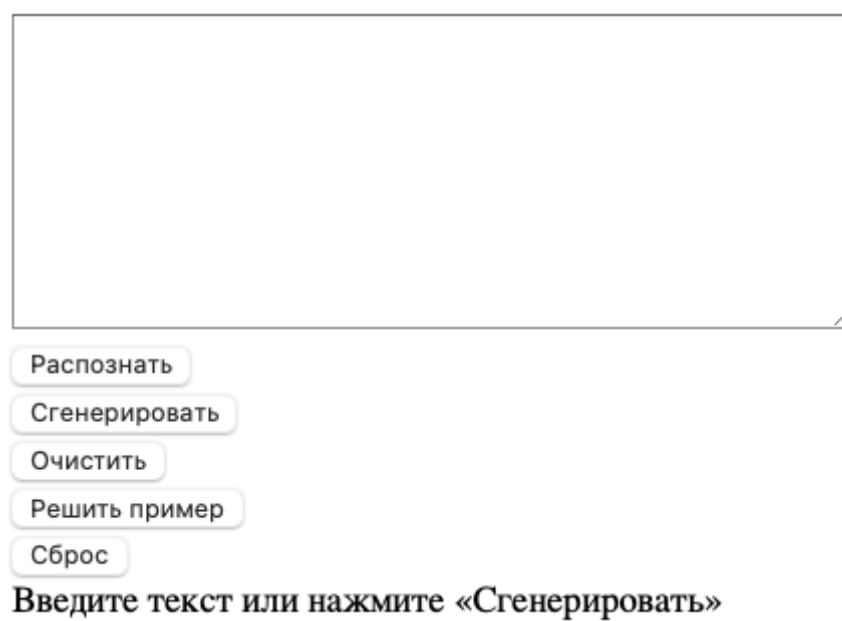 Распознать
Сгенерировать
Очистить
Решить пример
Сброс
Введите текст или нажмите «Сгенерировать»